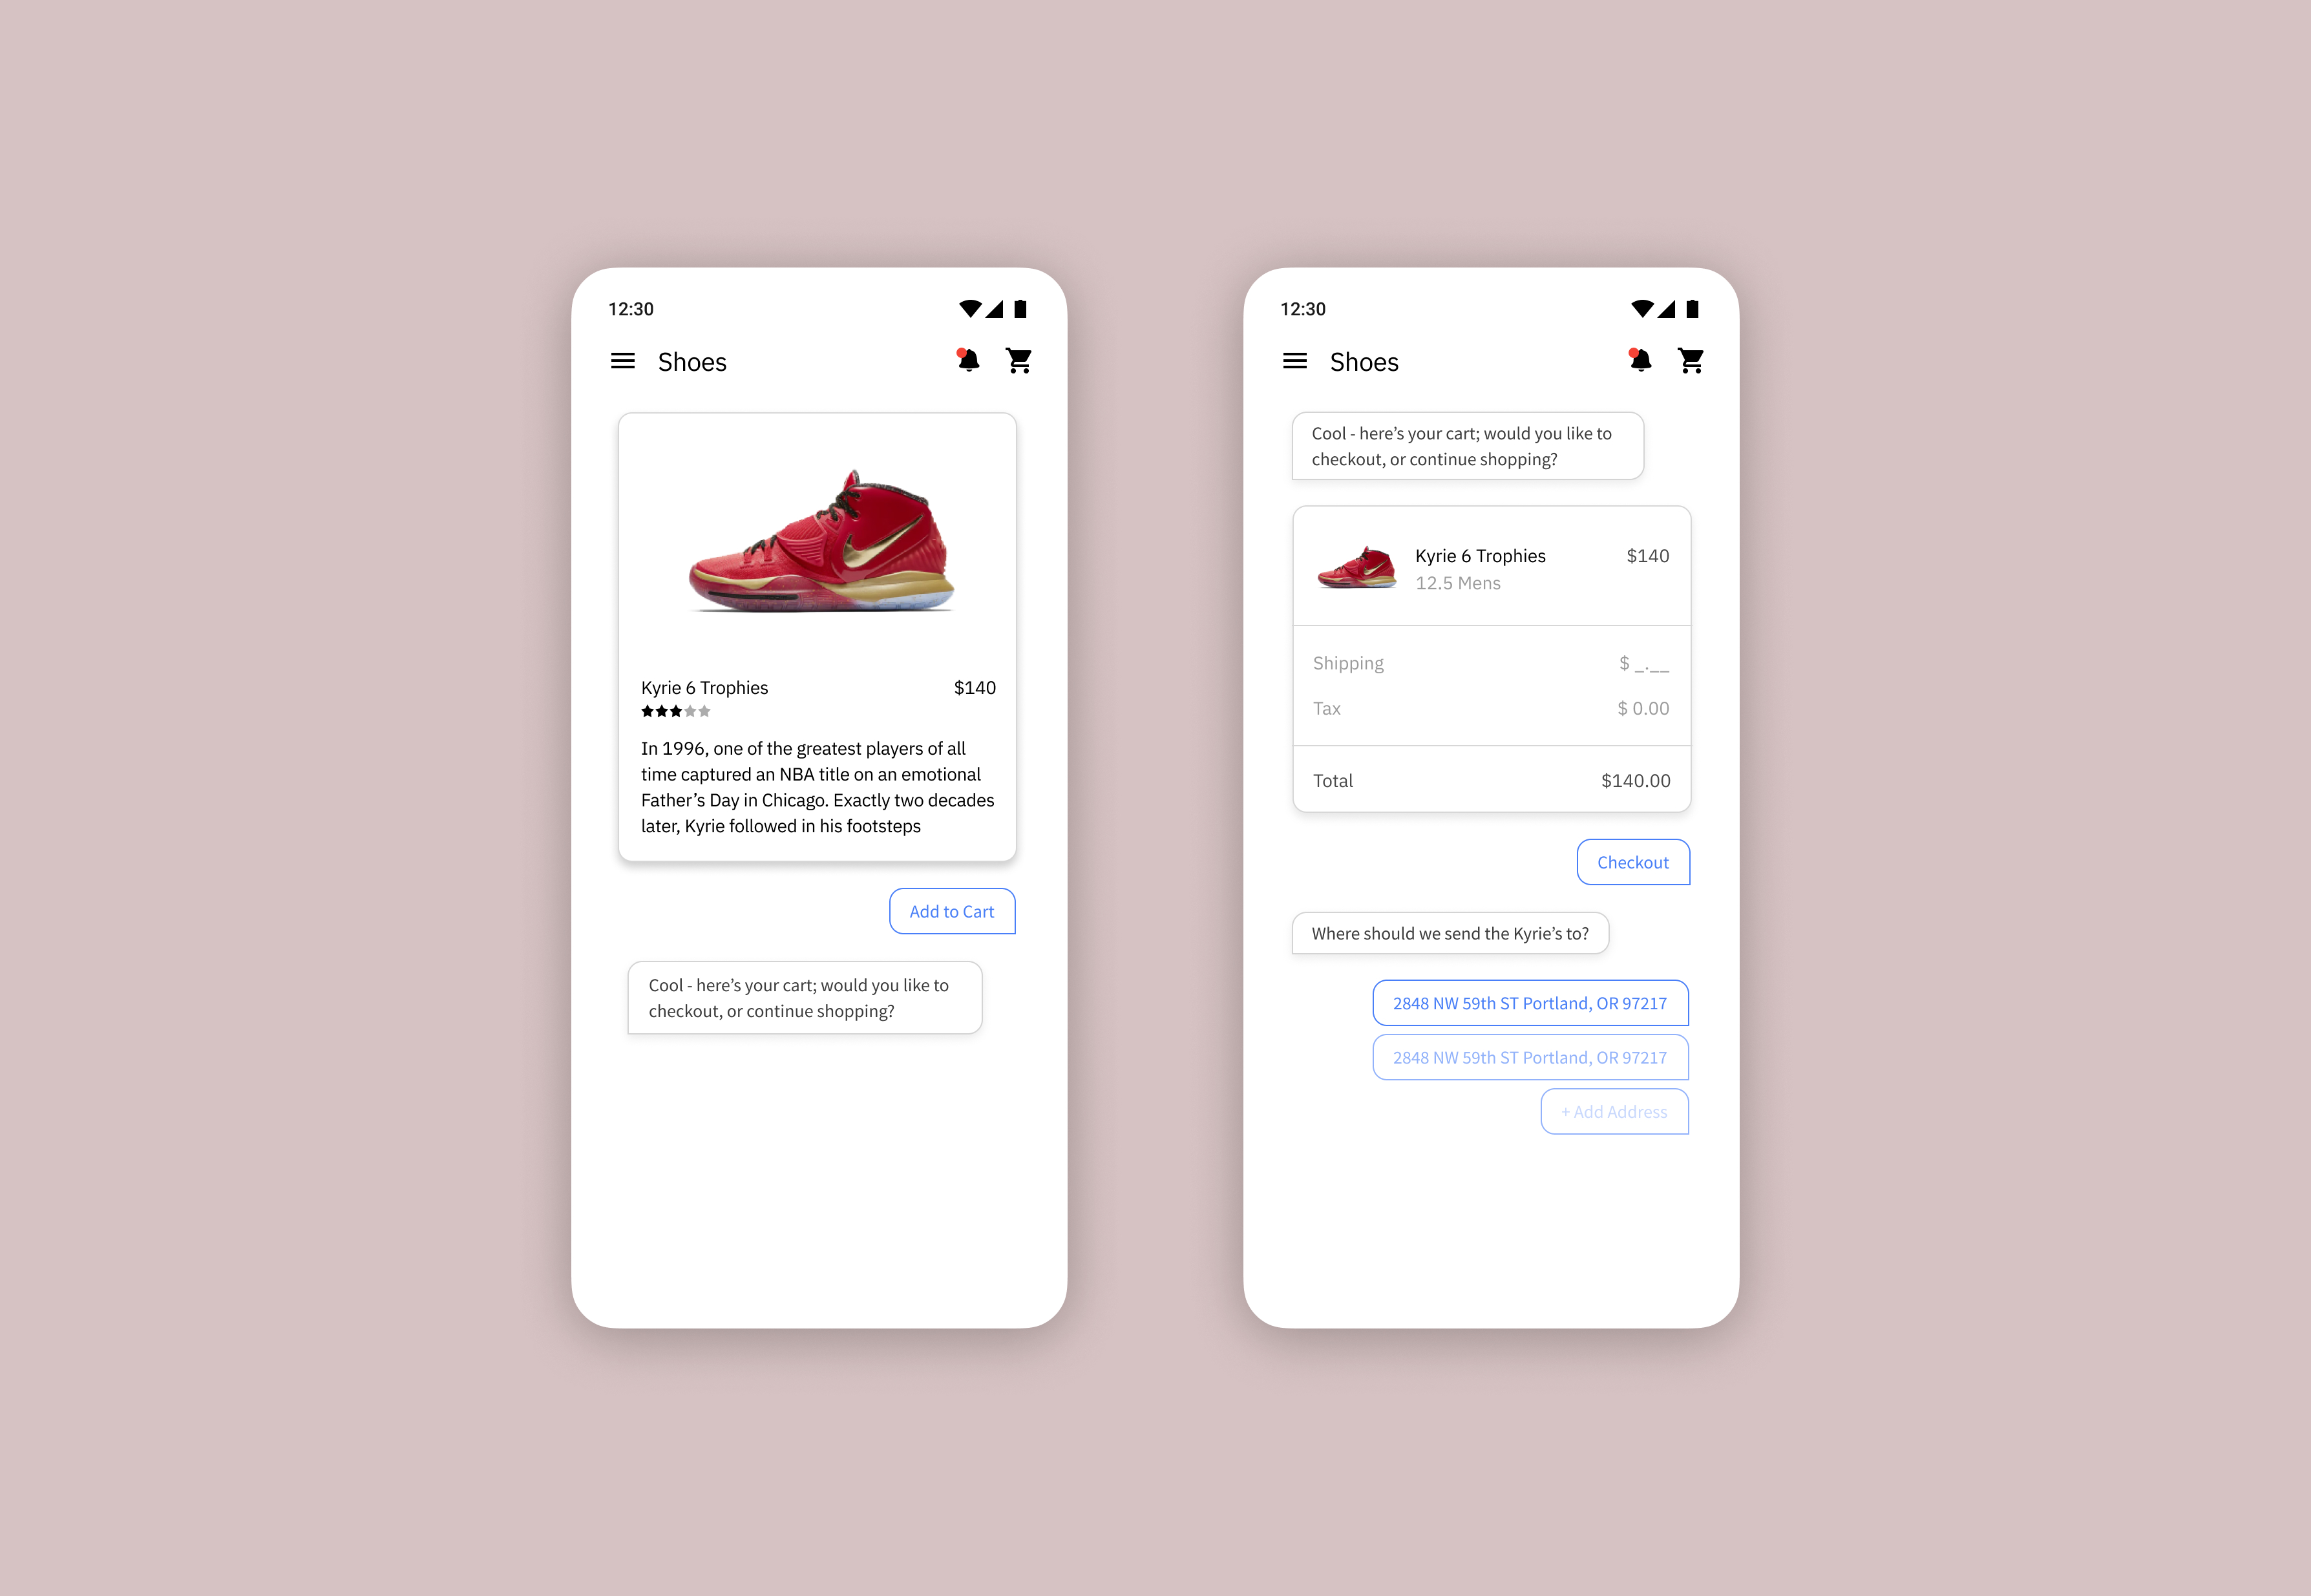 12:30
Shoes
Kyrie 6 Trophies $140
In 1996, one of the greatest players of all
time captured an NBA title on an emotional
Father’s Day in Chicago. Exactly two decades
later, Kyrie followed in his footsteps
Add to Cart
Cool - here’s your cart; would you like to
checkout, or continue shopping?
12:30
Shoes
Cool - here’s your cart; would you like to
checkout, or continue shopping?
Kyrie 6 Trophies $140
12.5 Mens
Shipping $ _.__
Tax $ 0.00
Total $140.00
Checkout
Where should we send the Kyrie’s to?
2848 NW 59th ST Portland, OR 97217
2848 NW 59th ST Portland, OR 97217
+ Add Address